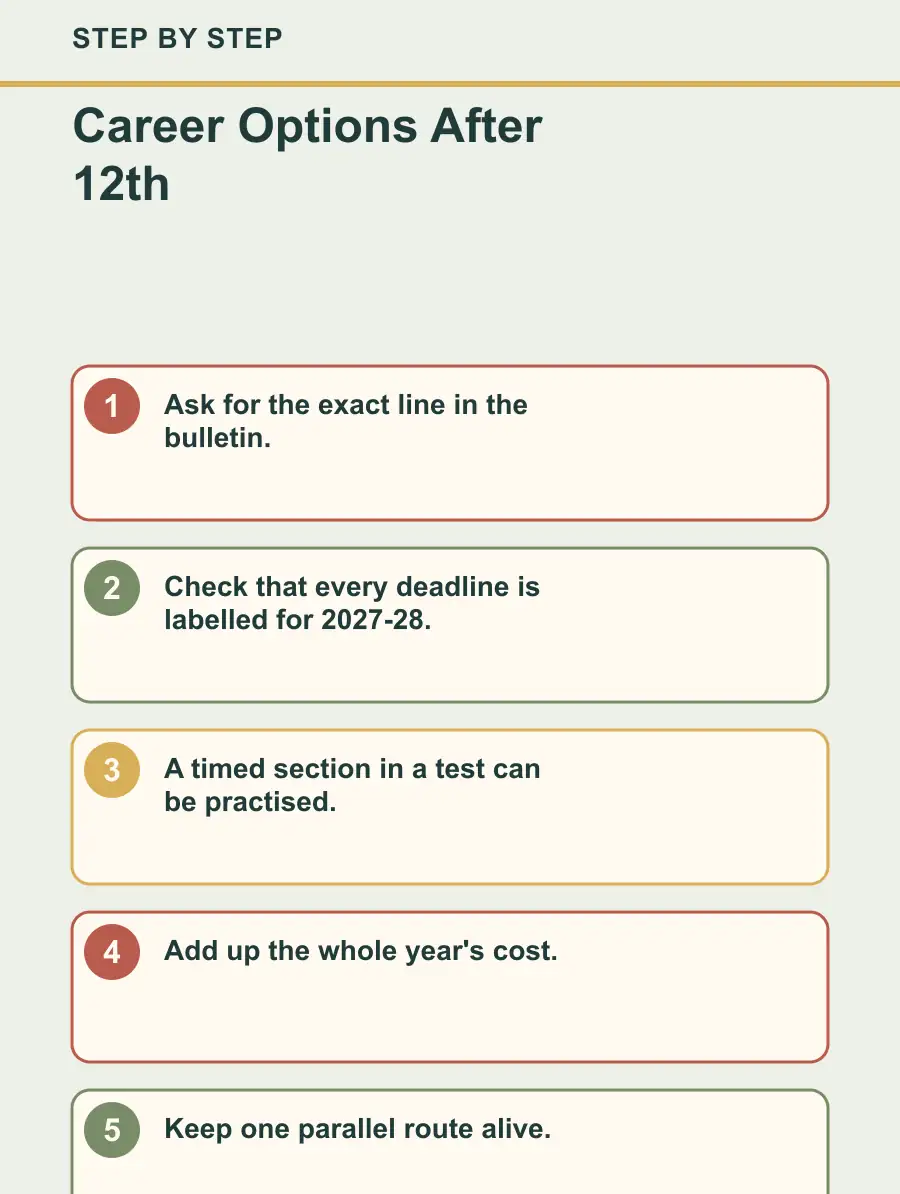 STEP BY STEP
Career Options After
12th
1
Ask for the exact line in the
bulletin.
2
Check that every deadline is
labelled for 2027-28.
3
A timed section in a test can
be practised.
4
Add up the whole year's cost.
5
Keep one parallel route alive.